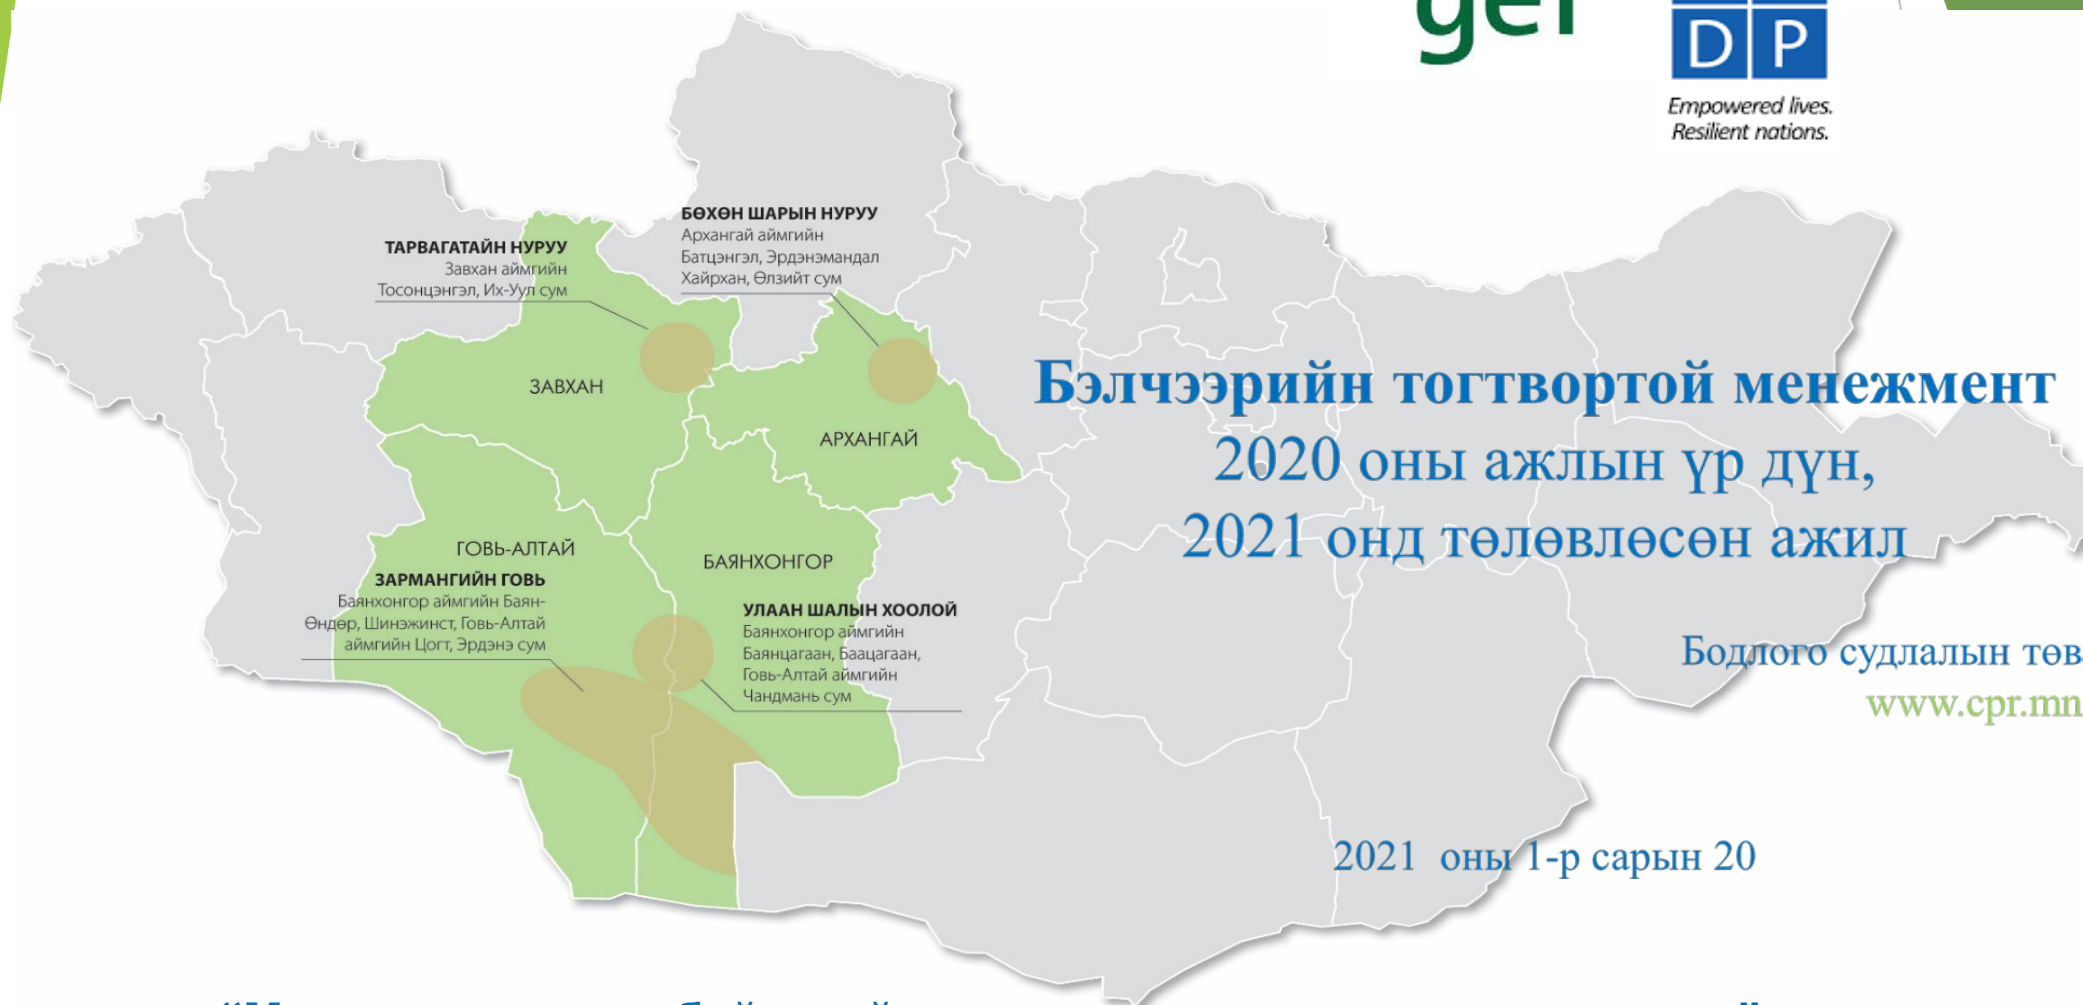 gef
D P
Empowered lives.
Resilient nations.
БӨХӨН ШАРЫН НУРУУ
Архангай аймгийн
Батцэнгэл, Эрдэнэмандал
Хайрхан, Өлзийт сум
ТАРВАГАТАЙН НУРУУ
Завхан аймгийн
Тосонцэнгэл, Их-Уул сум
ЗАВХАН
АРХАНГАЙ
Бэлчээрийн тогтвортой менежмент
2020 оны ажлын үр дүн,
2021 онд төлөвлөсөн ажил
ГОВЬ-АЛТАЙ
БАЯНХОНГОР
ЗАРМАНГИЙН ГОВЬ
Баянхонгор аймгийн Баян-
Өндөр, Шинэжинст, Говь-Алтай
аймгийн Цогт, Эрдэнэ сум
УЛААН ШАЛЫН ХООЛОЙ
Баянхонгор аймгийн
Баянцагаан, Баацагаан,
Говь-Алтай аймгийн
Чандмань сум
Бодлого судлалын төв
www.cpr.mn
2021 оны 1-р сарын 20